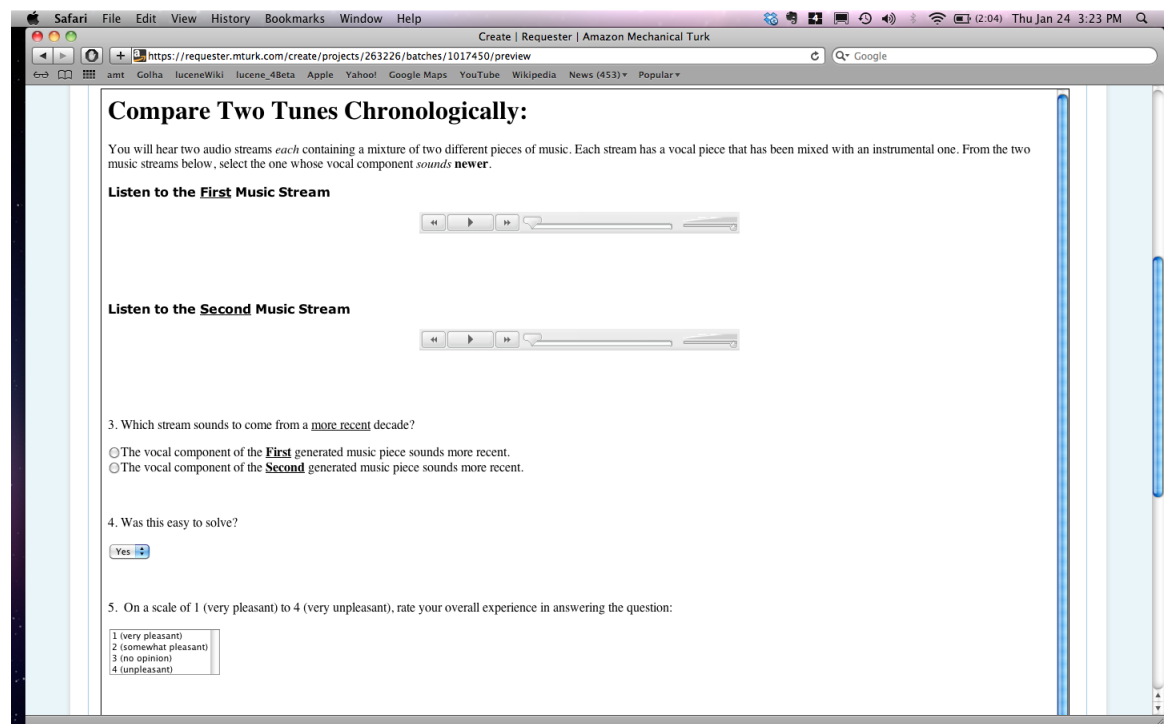 Safari File Edit View History Bookmarks Window Help (2:04) Thu Jan 24 3:23 PM
Create | Requester | Amazon Mechanical Turk
https://requester.mturk.com/create/projects/263226/batches/1017450/preview Google
amt Golha luceneWiki lucene_4Beta Apple Yahoo! Google Maps YouTube Wikipedia News (453) Popular
Compare Two Tunes Chronologically:
You will hear two audio streams each containing a mixture of two different pieces of music. Each stream has a vocal piece that has been mixed with an instrumental one. From the two
music streams below, select the one whose vocal component sounds newer.
Listen to the First Music Stream
Listen to the Second Music Stream
3. Which stream sounds to come from a more recent decade?
The vocal component of the First generated music piece sounds more recent.
The vocal component of the Second generated music piece sounds more recent.
4. Was this easy to solve?
Yes
5. On a scale of 1 (very pleasant) to 4 (very unpleasant), rate your overall experience in answering the question:
1 (very pleasant)
2 (somewhat pleasant)
3 (no opinion)
4 (unpleasant)